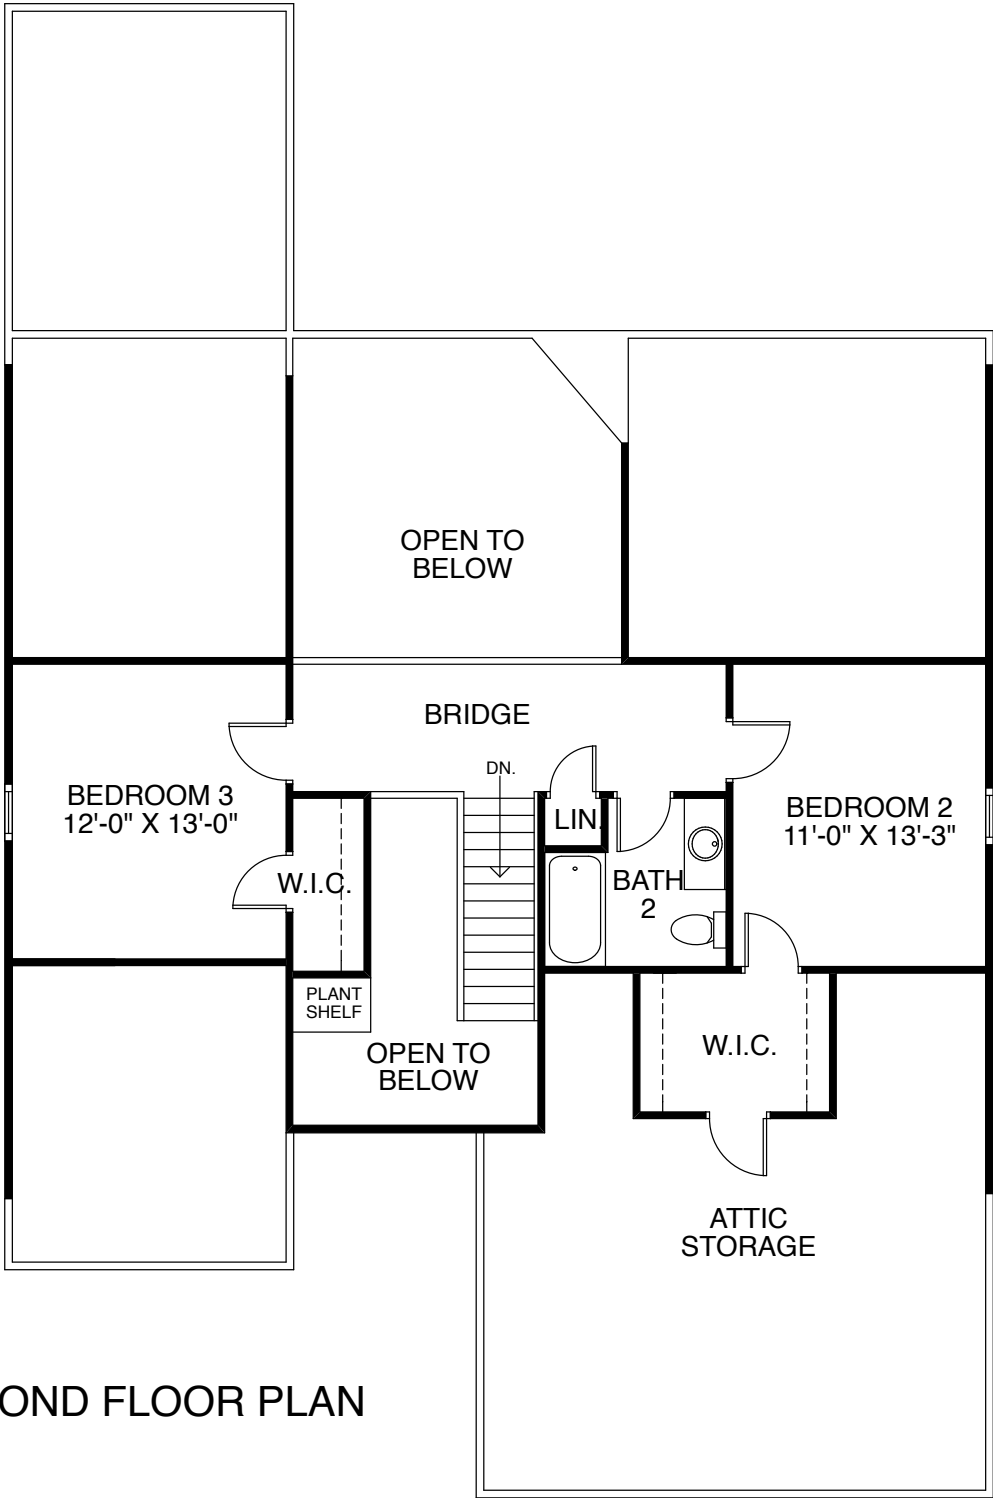 OPEN TO
BELOW
BRIDGE
DN.
BEDROOM 3
12'-0" X 13'-0"
BEDROOM 2
11'-0" X 13'-3"
LIN.
W.I.C.
BATH
2
PLANT
SHELF
OPEN TO
BELOW
W.I.C.
ATTIC
STORAGE
OND FLOOR PLAN